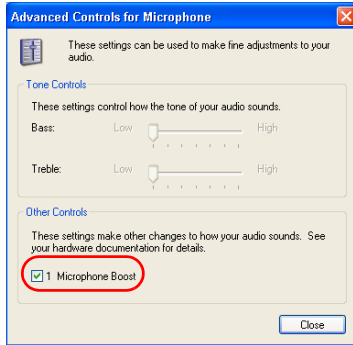 Advanced Controls for Microphone
These settings can be used to make fine adjustments to your
audio.
Tone Controls
These settings control how the tone of your audio sounds.
Bass: Low High
Treble: Low High
Other Controls
These settings make other changes to how your audio sounds. See
your hardware documentation for details.
1 Microphone Boost
Close